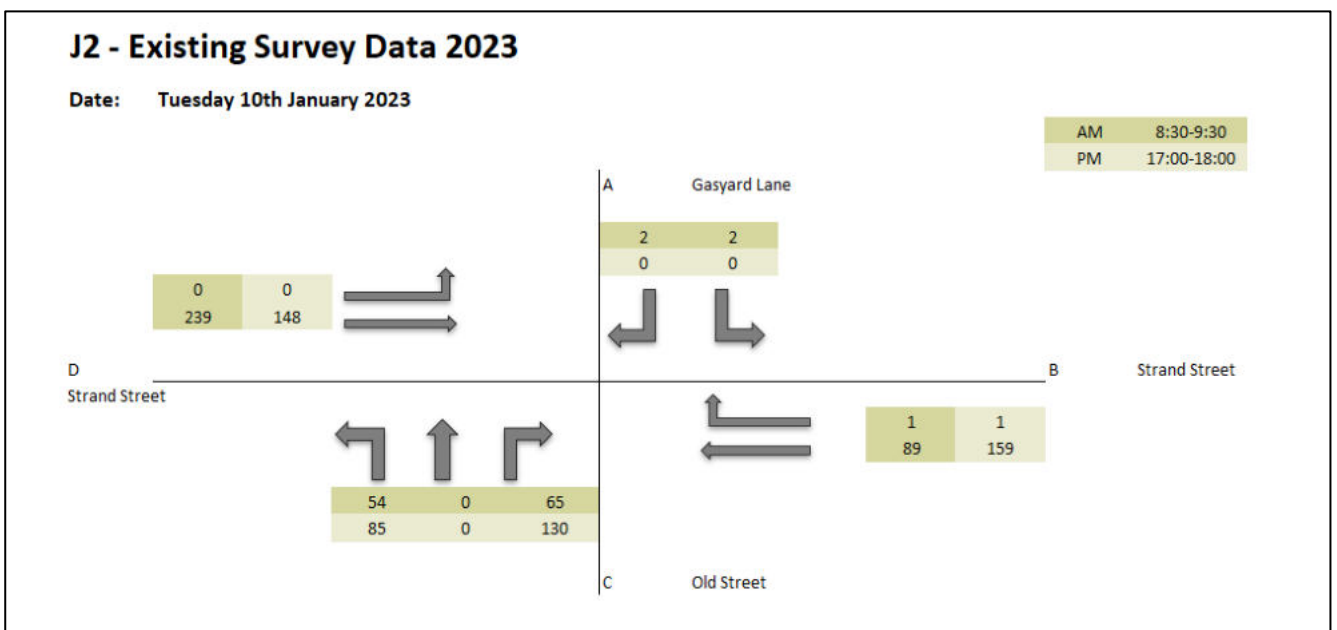 J2 - Existing Survey Data 2023
Date: Tuesday 10th January 2023
AM 8:30-9:30
PM 17:00-18:00
A Gasyard Lane
2 2
0 0
0 0
239 148
D
Strand Street
B Strand Street
1 1
89 159
54 0 65
85 0 130
C Old Street